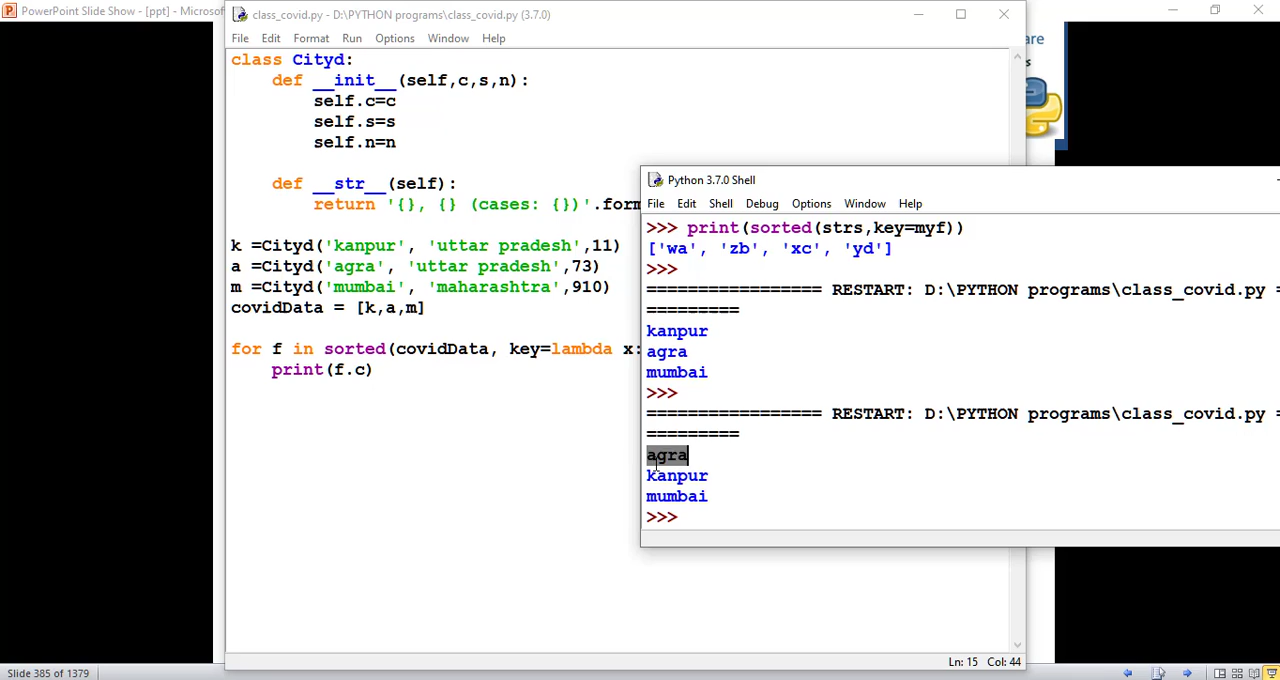 PowerPoint Slide Show - [ppt] - Microsof
class_covid.py - D:\PYTHON programs\class_covid.py (3.7.0)
File Edit Format Run Options Window Help
are
s
class Cityd:
def __init__(self,c,s,n):
self.c=c
self.s=s
self.n=n
def __str__(self):
return '{}, {} (cases: {})'.form
k =Cityd('kanpur', 'uttar pradesh',11)
a =Cityd('agra', 'uttar pradesh',73)
m =Cityd('mumbai', 'maharashtra',910)
covidData = [k,a,m]
for f in sorted(covidData, key=lambda x:
print(f.c)
Python 3.7.0 Shell
File Edit Shell Debug Options Window Help
>>> print(sorted(strs,key=myf))
['wa', 'zb', 'xc', 'yd']
>>>
================= RESTART: D:\PYTHON programs\class_covid.py =
=========
kanpur
agra
mumbai
>>>
================= RESTART: D:\PYTHON programs\class_covid.py =
=========
agra
kanpur
mumbai
>>>
Ln: 15 Col: 44
Slide 385 of 1379